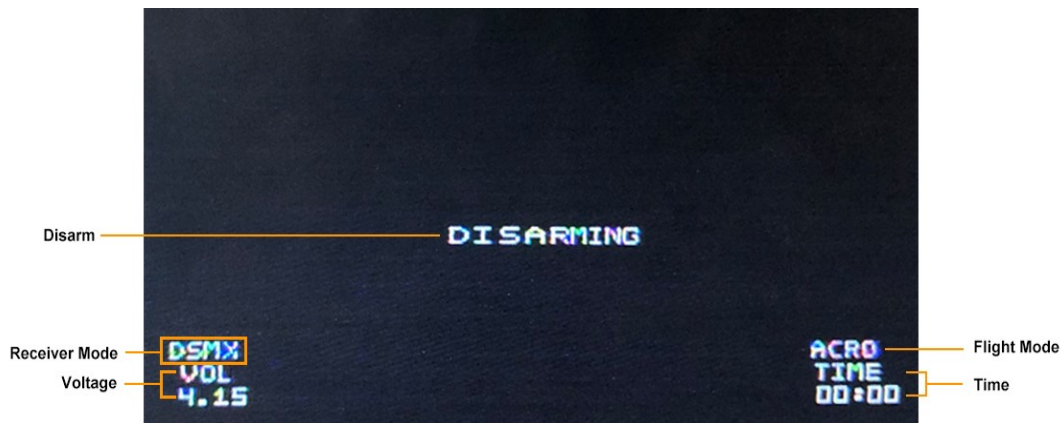 Disarm
DISARMING
Receiver Mode
DSMX
Voltage
VOL
4.15
ACRO
Flight Mode
TIME
00:00
Time